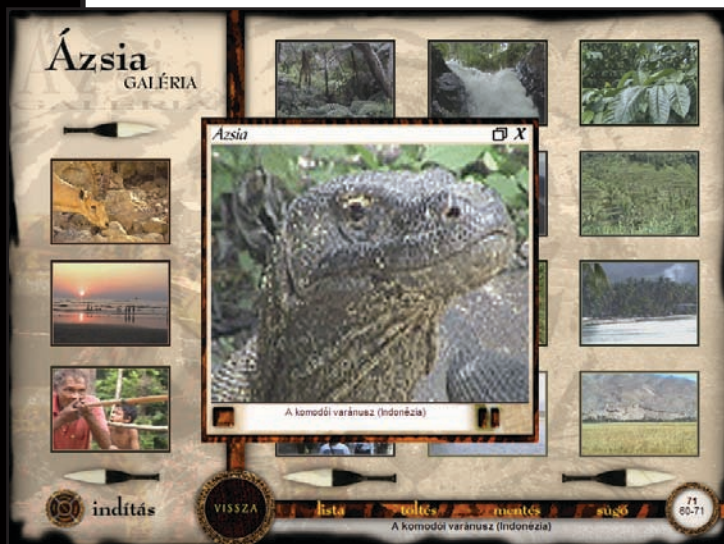 Ázsia
GALÉRIA
Ázsia
X
A komodói varánusz (Indonézia)
indítás
VISSZA
lista
töltés
mentés
súgó
71
60-71
A komodói varánusz (Indonézia)